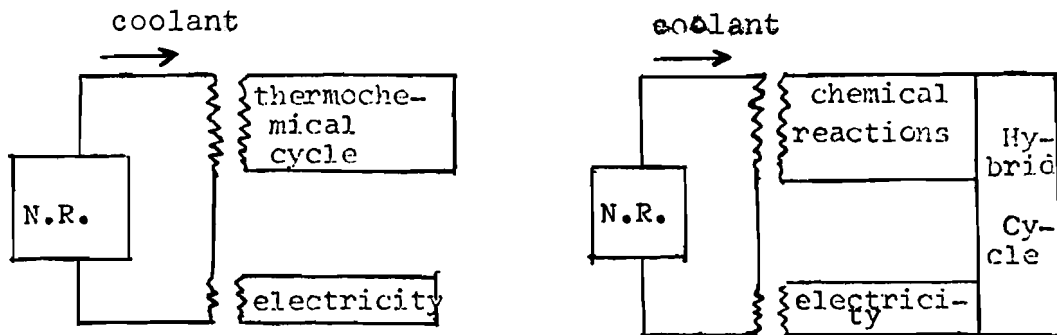 coolant
thermoche-
mical
cycle
N.R.
electricity
coolant
chemical
reactions
Hy-
brid
N.R.
Cy-
cle
electrici-
ty